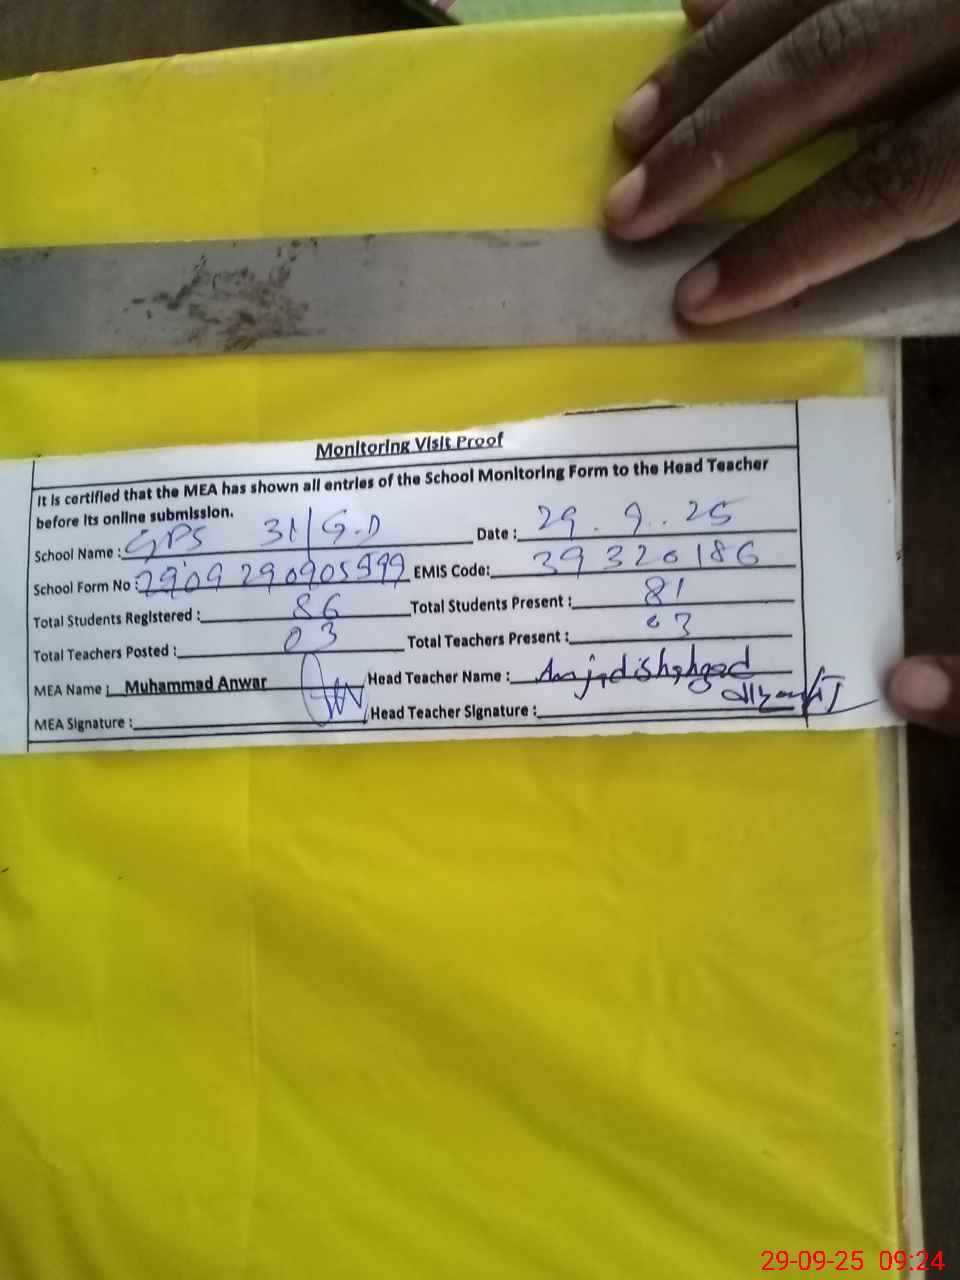 Monitoring Visit Proof
It is certified that the MEA has shown all entries of the School Monitoring Form to the Head Teacher
before its online submission.
School Name : GPS 31/G.D Date : 29 . 9 . . 25
School Form No : 2909290905999 EMIS Code: 39320186
Total Students Registered : 86 Total Students Present : 81
Total Teachers Posted : 03 Total Teachers Present : 03
MEA Name : Muhammad Anwar Head Teacher Name : Amjad Shahzad
MEA Signature : Head Teacher Signature :
29-09-25 09:24